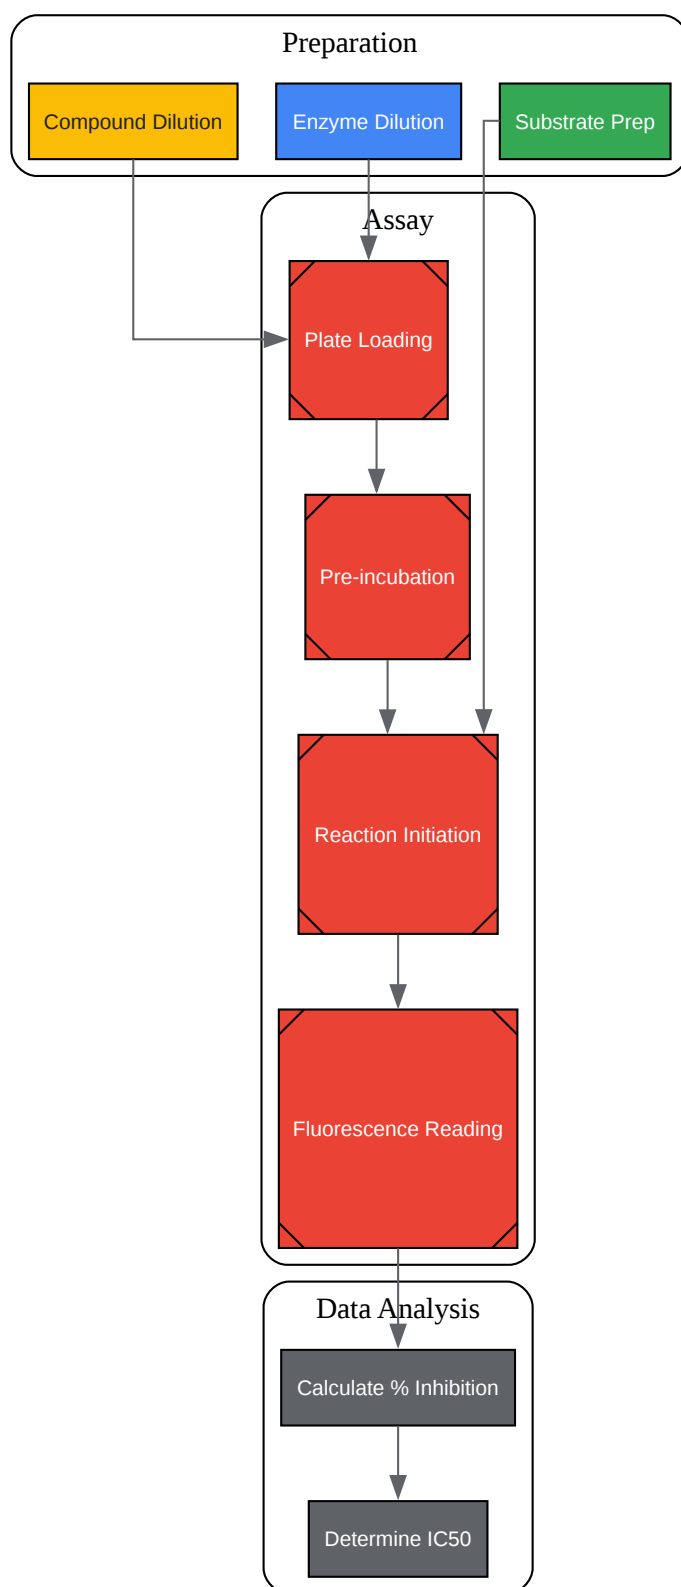 Preparation
Compound Dilution
Enzyme Dilution
Substrate Prep
Assay
Plate Loading
Pre-incubation
Reaction Initiation
Fluorescence Reading
Data Analysis
Calculate % Inhibition
Determine IC50